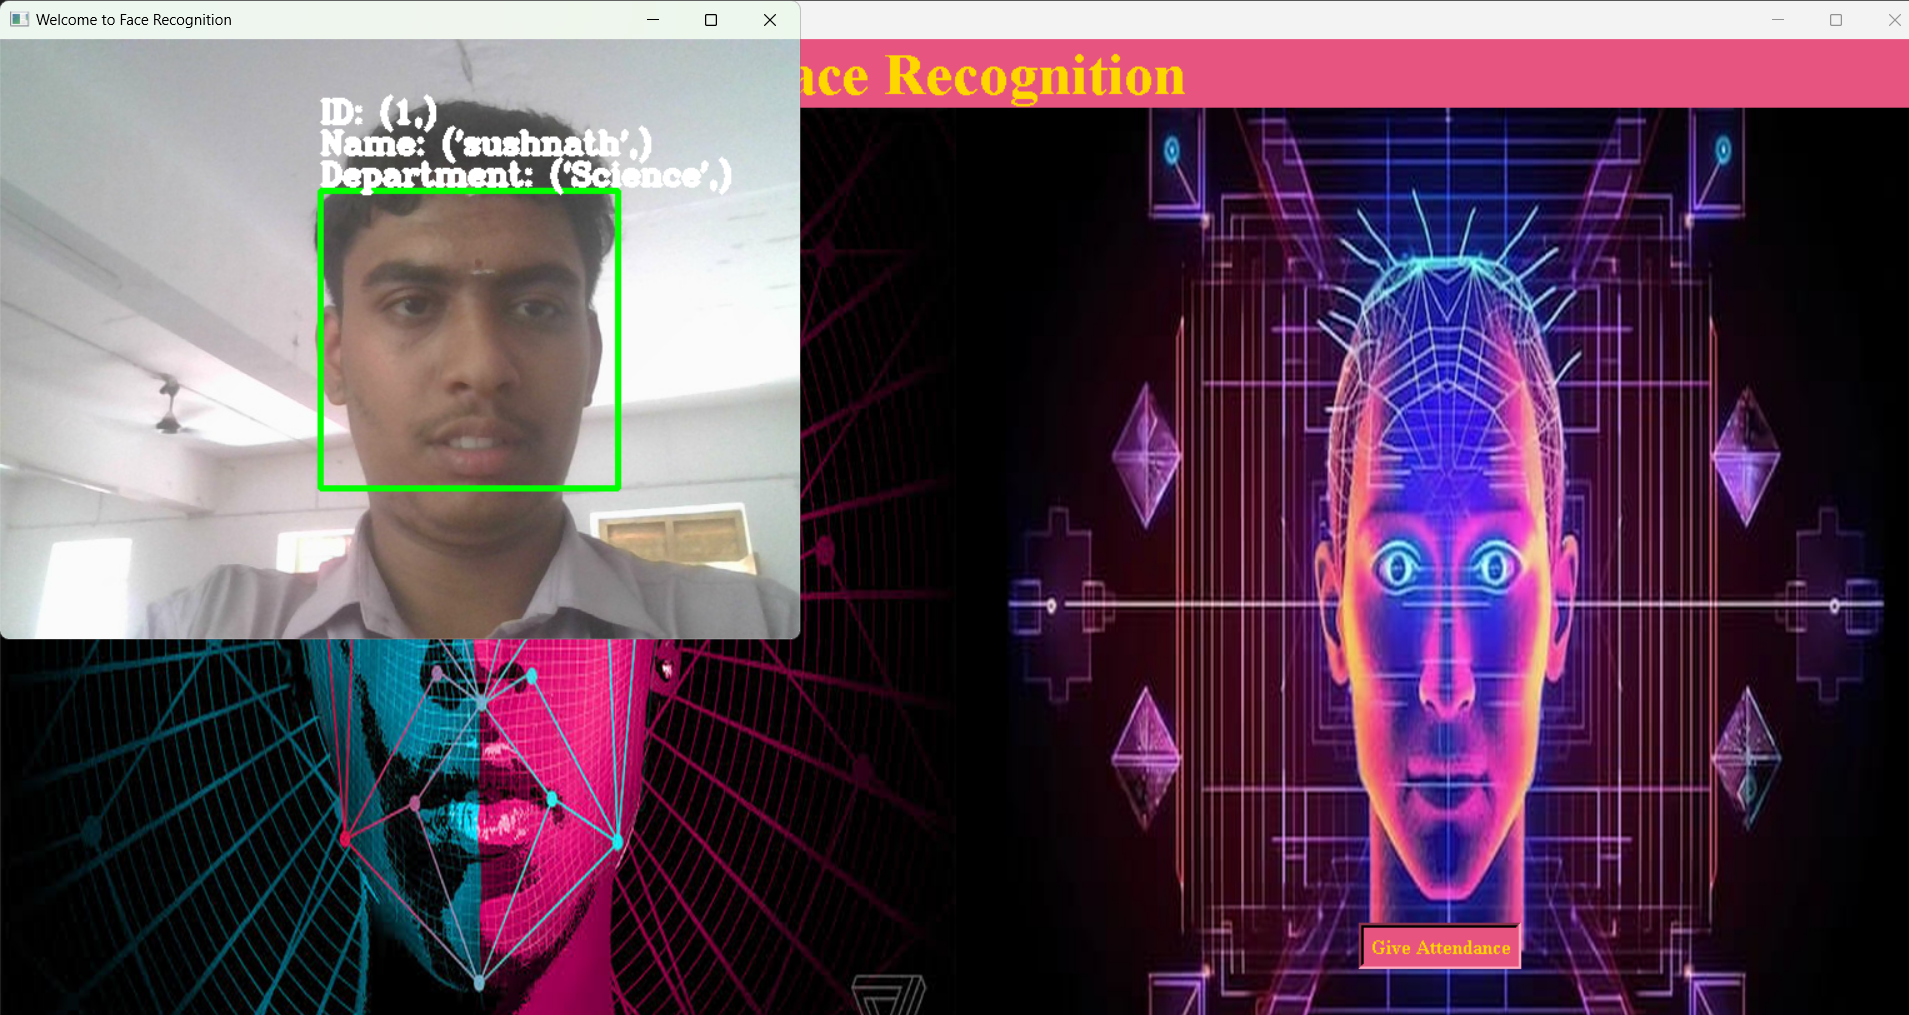 Welcome to Face Recognition
ace Recognition
ID: (1,)
Name: ('sushnath',)
Department: ('Science',)
Give Attendance